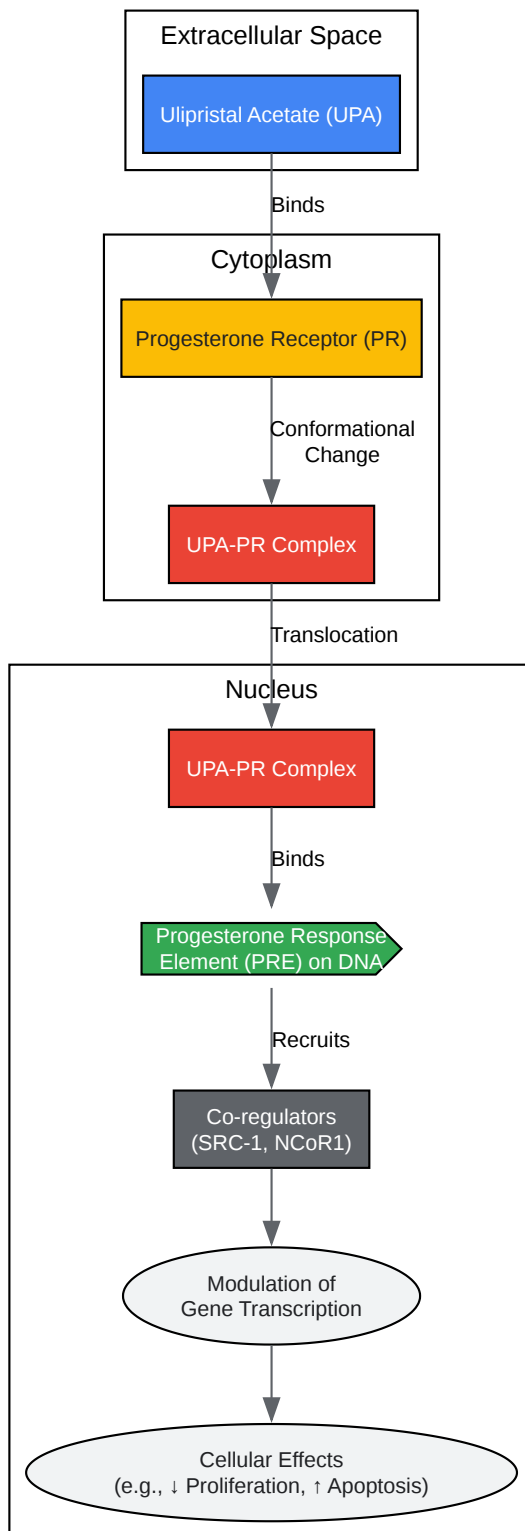 Extracellular Space
Ulipristal Acetate (UPA)
Binds
Cytoplasm
Progesterone Receptor (PR)
Conformational
Change
UPA-PR Complex
Translocation
Nucleus
UPA-PR Complex
Binds
Progesterone Response
Element (PRE) on DNA
Recruits
Co-regulators
(SRC-1, NCoR1)
Modulation of
Gene Transcription
Cellular Effects
(e.g., ↓ Proliferation, ↑ Apoptosis)